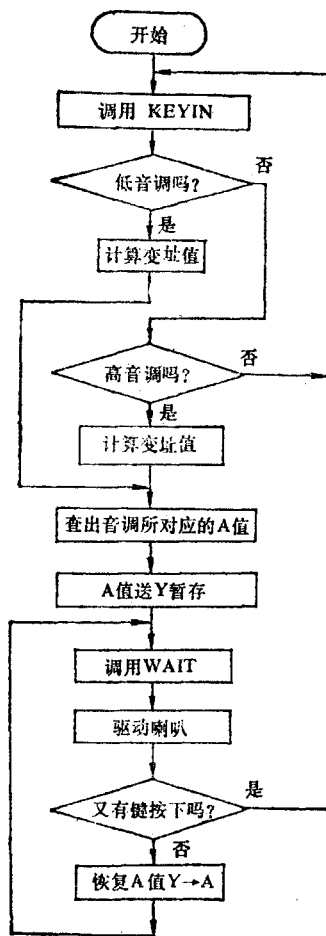 开始
调用 KEYIN
低音调吗?
否
是
计算变址值
高音调吗?
否
是
计算变址值
查出音调所对应的A值
A值送Y暂存
调用WAIT
驱动喇叭
又有键按下吗?
是
否
恢复A值Y→A